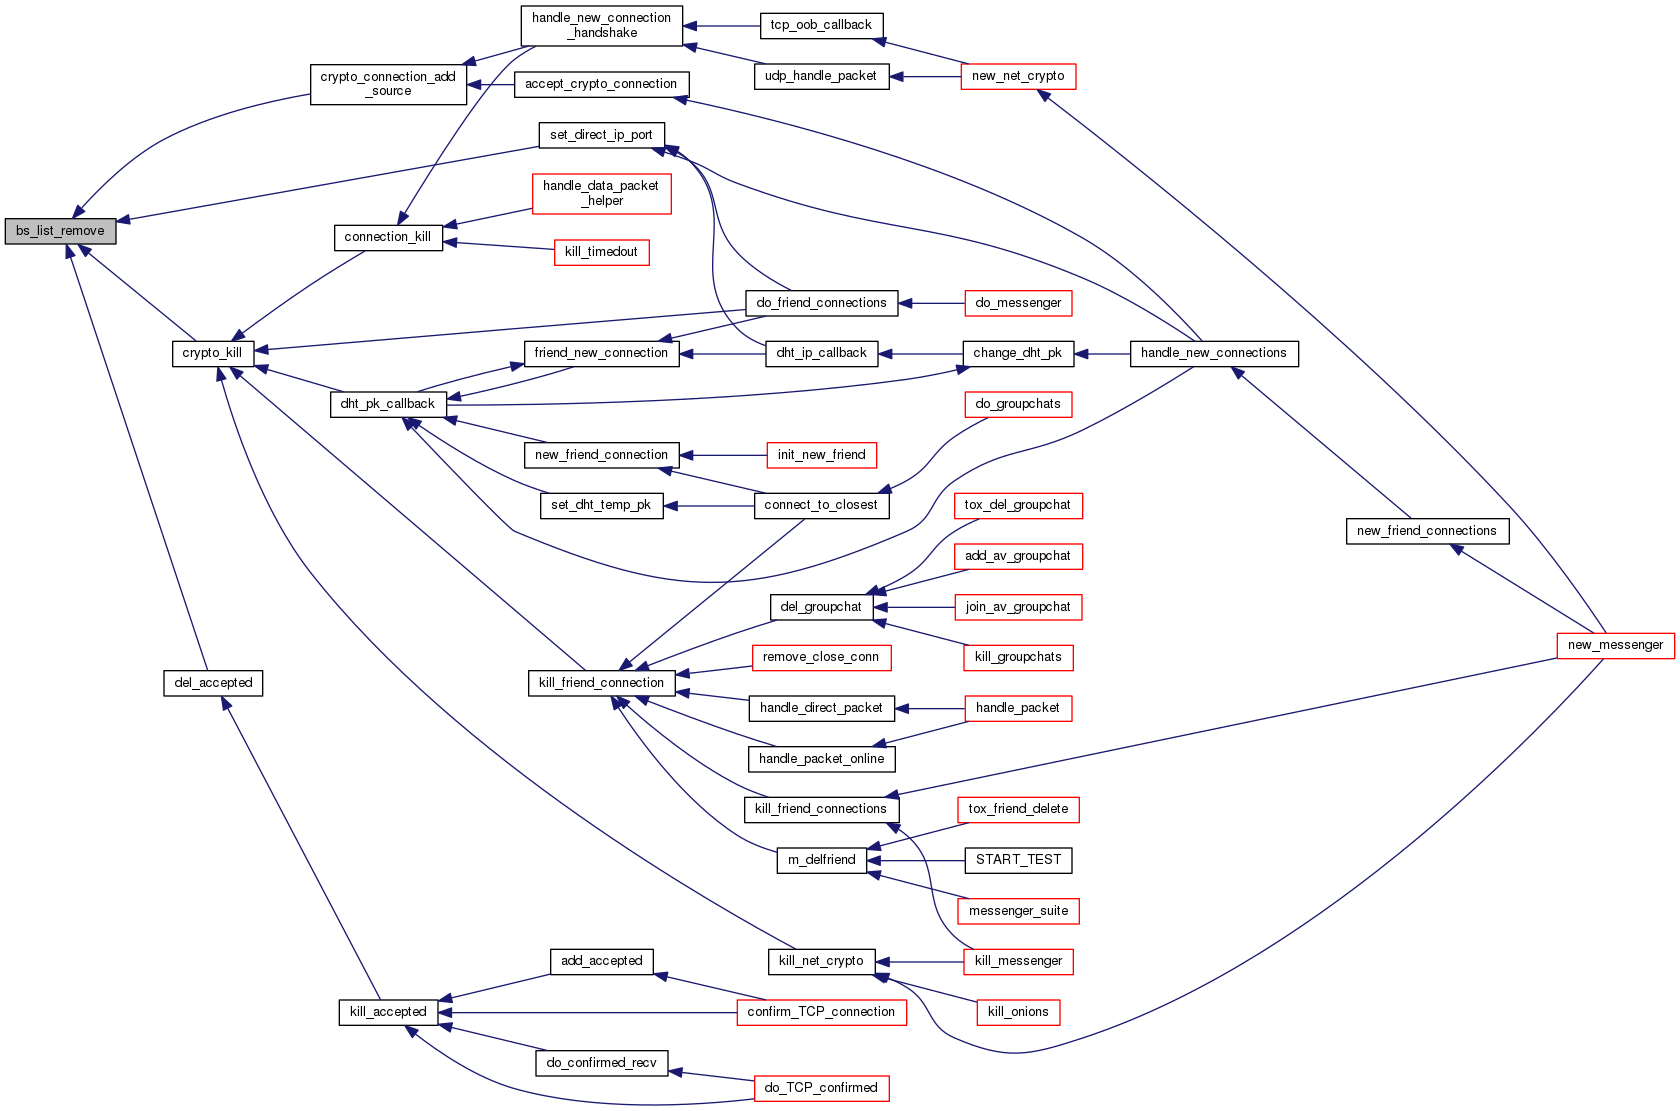 handle_new_connection
_handshake
tcp_oob_callback
crypto_connection_add
_source
udp_handle_packet
new_net_crypto
accept_crypto_connection
set_direct_ip_port
handle_data_packet
_helper
bs_list_remove
connection_kill
kill_timedout
do_friend_connections
do_messenger
crypto_kill
friend_new_connection
dht_ip_callback
change_dht_pk
handle_new_connections
dht_pk_callback
do_groupchats
new_friend_connection
init_new_friend
set_dht_temp_pk
connect_to_closest
tox_del_groupchat
new_friend_connections
add_av_groupchat
del_groupchat
join_av_groupchat
remove_close_conn
kill_groupchats
new_messenger
del_accepted
kill_friend_connection
handle_direct_packet
handle_packet
handle_packet_online
kill_friend_connections
tox_friend_delete
m_delfriend
START_TEST
messenger_suite
add_accepted
kill_net_crypto
kill_messenger
kill_accepted
confirm_TCP_connection
kill_onions
do_confirmed_recv
do_TCP_confirmed